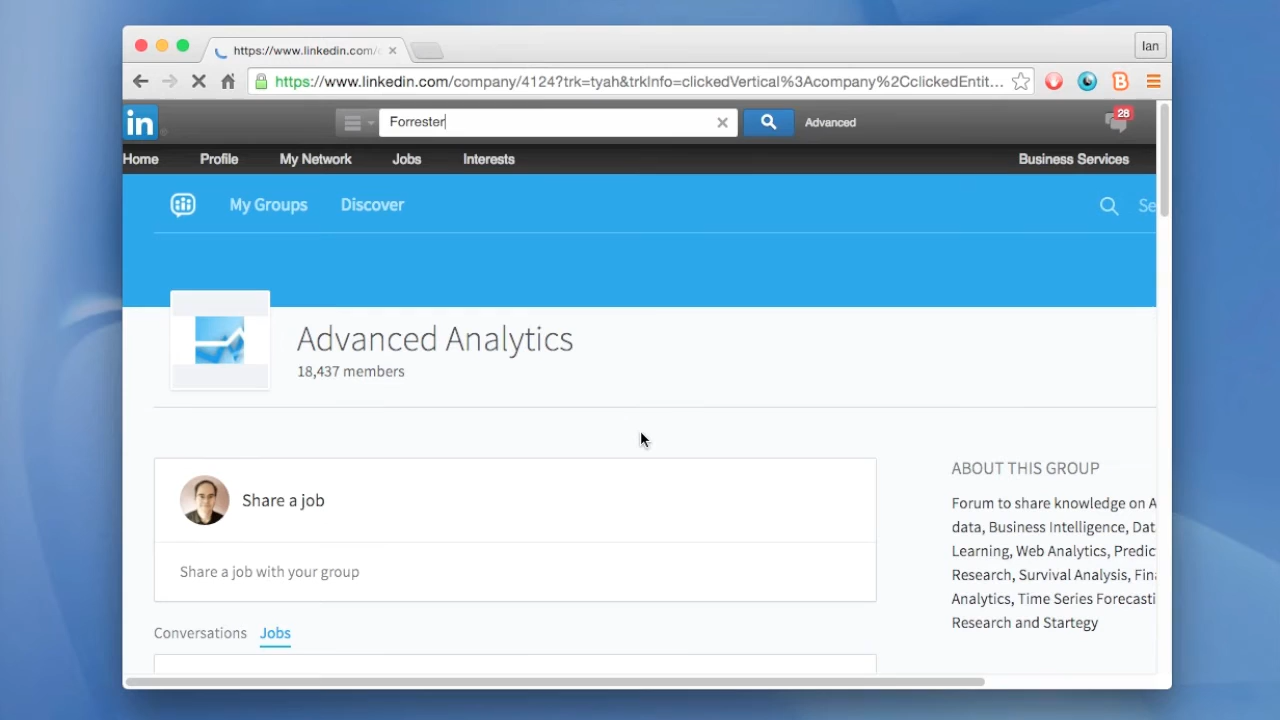 https://www.linkedin.com/
Ian
https://www.linkedin.com/company/4124?trk=tyah&trkInfo=clickedVertical%3Acompany%2CclickedEntit...
in
Forrester
Advanced
28
Home Profile My Network Jobs Interests Business Services
My Groups Discover
Advanced Analytics
18,437 members
Share a job
ABOUT THIS GROUP
Forum to share knowledge on A
data, Business Intelligence, Dat
Learning, Web Analytics, Predic
Share a job with your group
Research, Survival Analysis, Fin
Analytics, Time Series Forecasti
Research and Startegy
Conversations Jobs